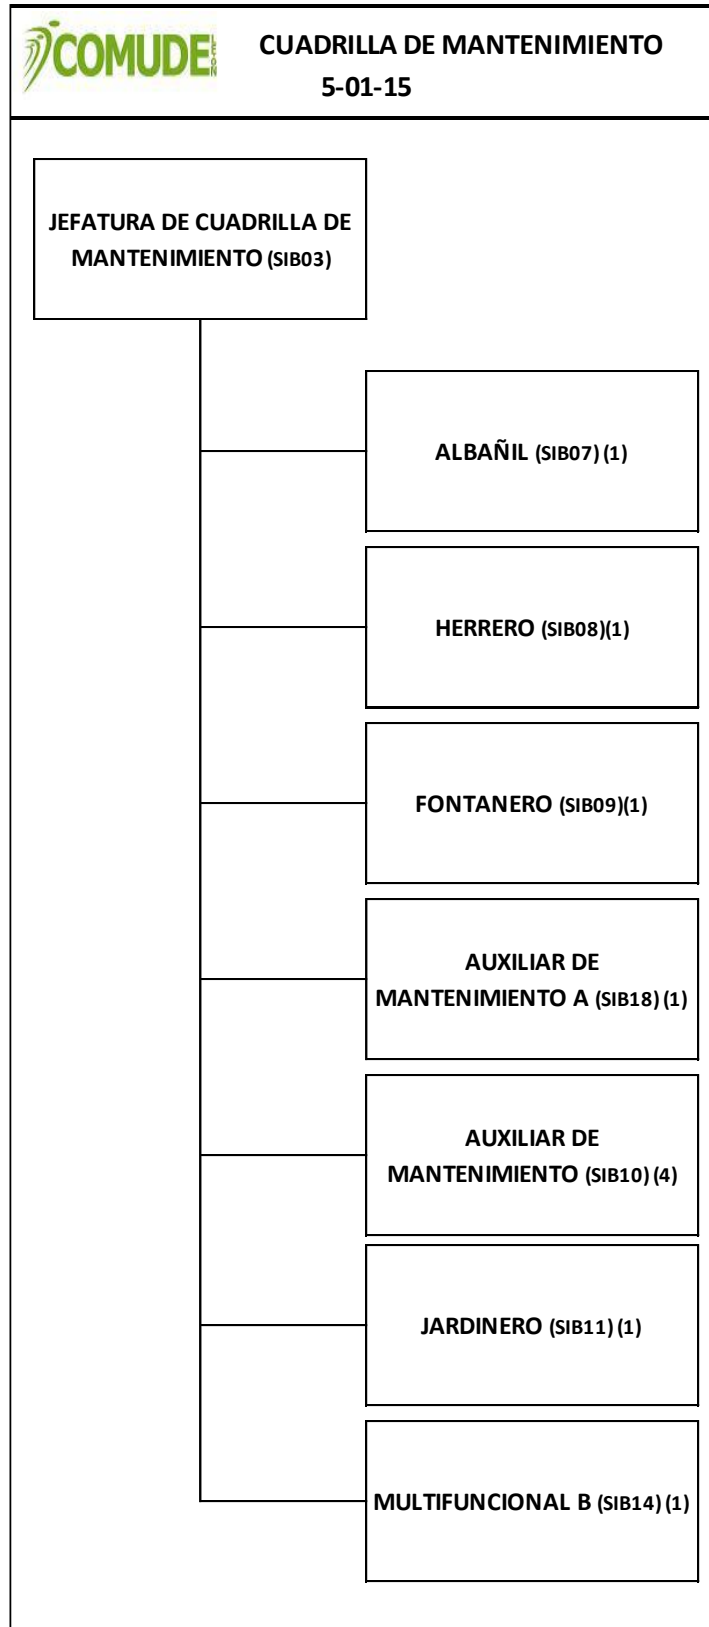 COMUDE LEON
CUADRILLA DE MANTENIMIENTO
5-01-15
JEFATURA DE CUADRILLA DE
MANTENIMIENTO (SIB03)
ALBAÑIL (SIB07) (1)
HERRERO (SIB08)(1)
FONTANERO (SIB09)(1)
AUXILIAR DE
MANTENIMIENTO A (SIB18) (1)
AUXILIAR DE
MANTENIMIENTO (SIB10) (4)
JARDINERO (SIB11) (1)
MULTIFUNCIONAL B (SIB14) (1)